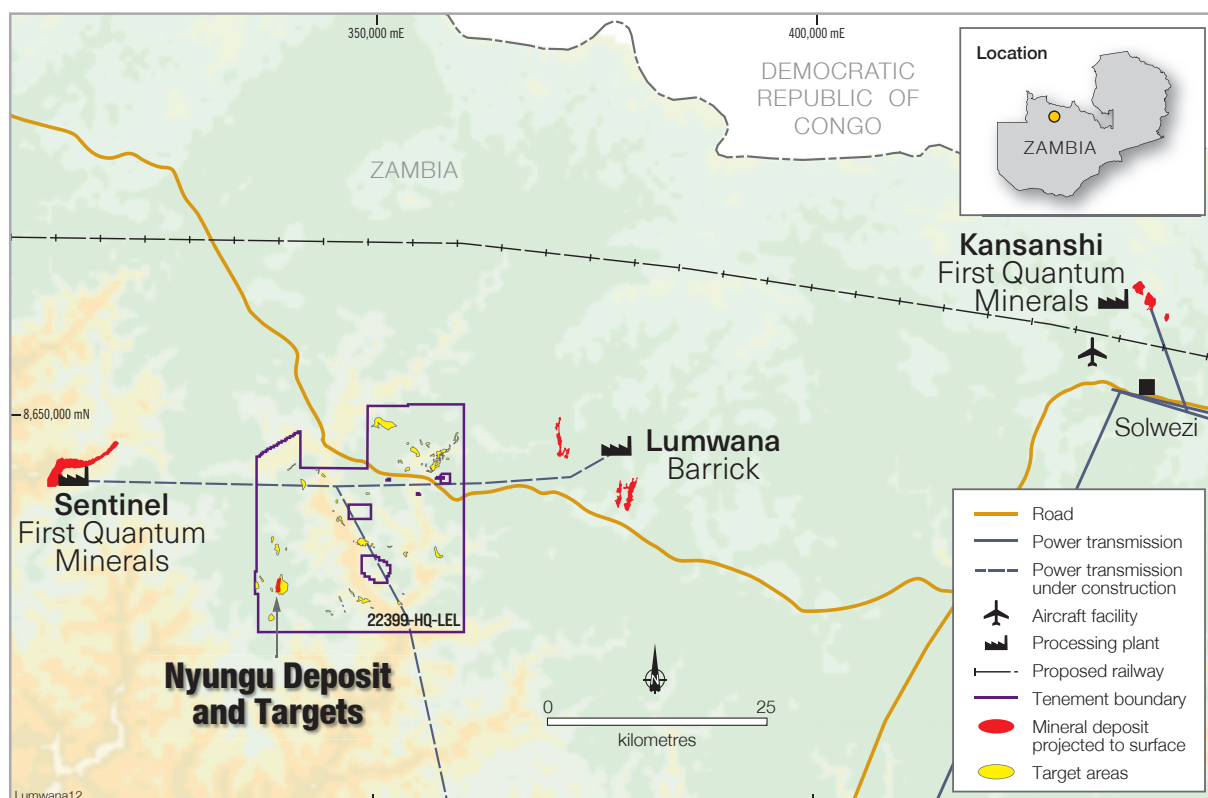 350,000 mE
400,000 mE
DEMOCRATIC
REPUBLIC OF
CONGO
Location
ZAMBIA
ZAMBIA
Kansanshi
First Quantum
Minerals
8,650,000 mN
Solwezi
Lumwana
Barrick
Sentinel
First Quantum
Minerals
22399-HQ-LEL
Nyungu Deposit
and Targets
N
0
25
kilometres
Road
Power transmission
Power transmission
under construction
Aircraft facility
Processing plant
Proposed railway
Tenement boundary
Mineral deposit
projected to surface
Target areas
Lumwana12